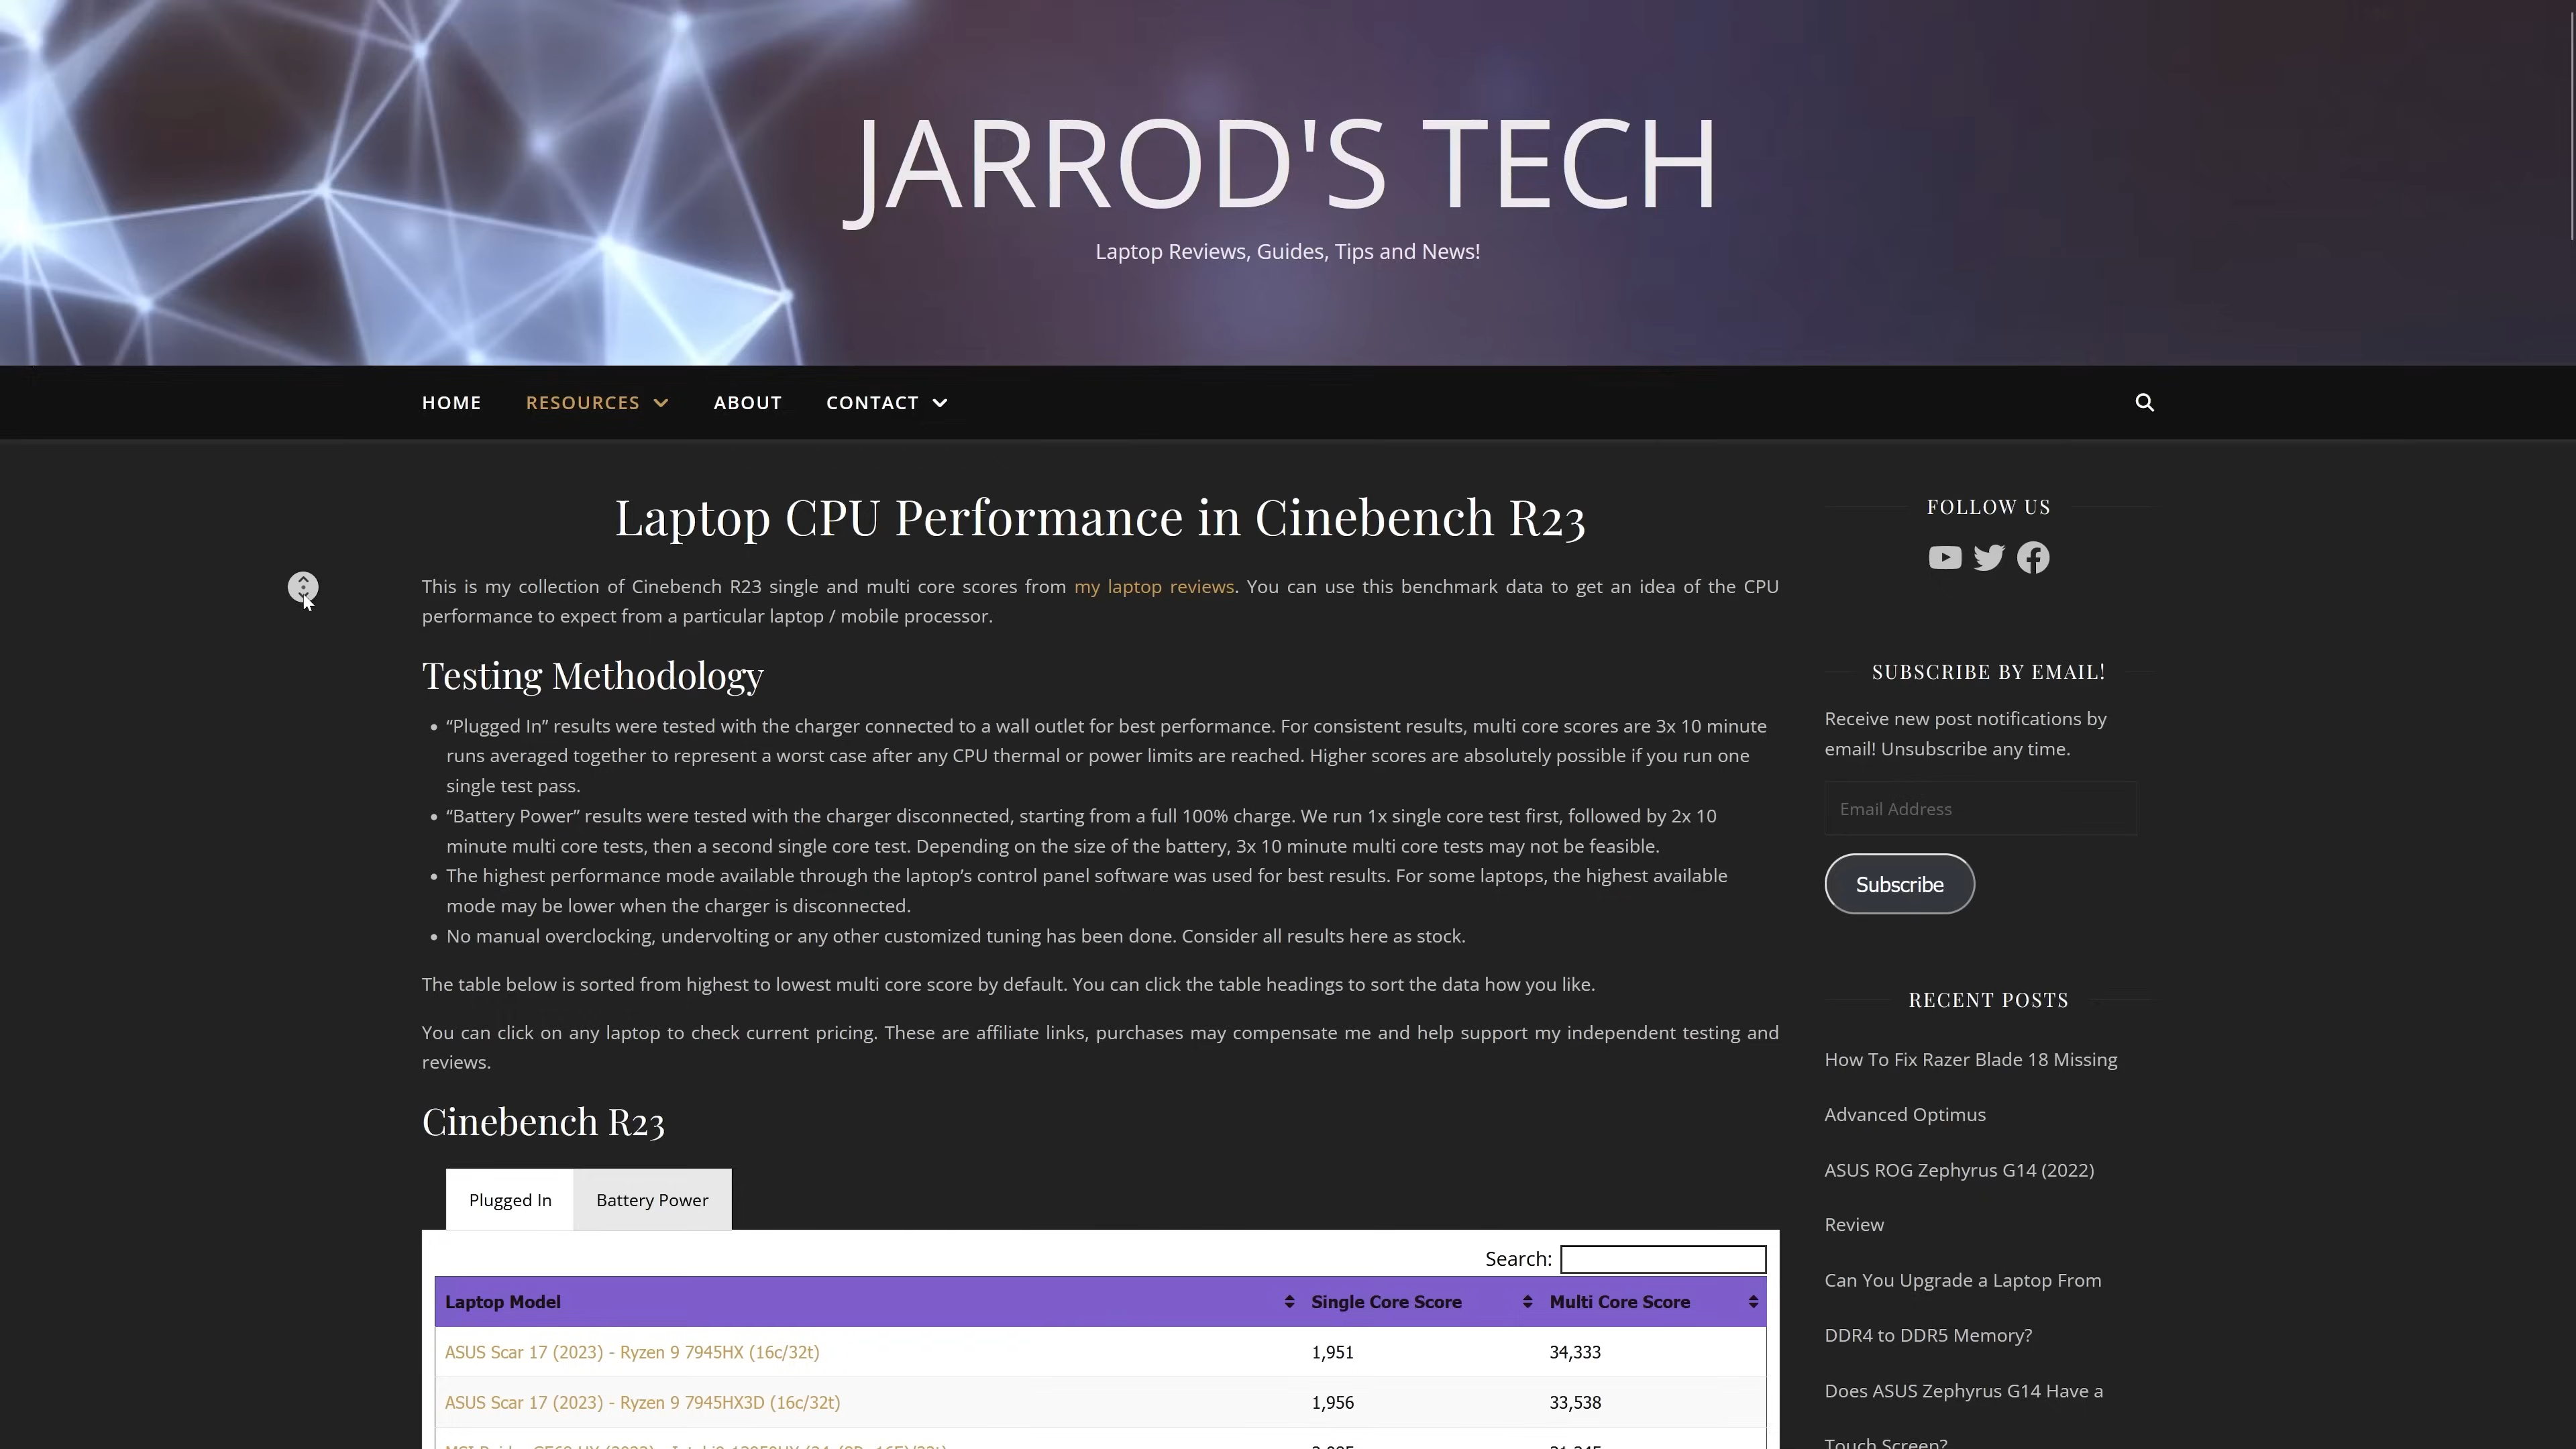 JARROD'S TECH
Laptop Reviews, Guides, Tips and News!
HOME
RESOURCES
ABOUT
CONTACT
Laptop CPU Performance in Cinebench R23
This is my collection of Cinebench R23 single and multi core scores from my laptop reviews. You can use this benchmark data to get an idea of the CPU
performance to expect from a particular laptop / mobile processor.
Testing Methodology
• “Plugged In” results were tested with the charger connected to a wall outlet for best performance. For consistent results, multi core scores are 3x 10 minute
runs averaged together to represent a worst case after any CPU thermal or power limits are reached. Higher scores are absolutely possible if you run one
single test pass.
• “Battery Power” results were tested with the charger disconnected, starting from a full 100% charge. We run 1x single core test first, followed by 2x 10
minute multi core tests, then a second single core test. Depending on the size of the battery, 3x 10 minute multi core tests may not be feasible.
• The highest performance mode available through the laptop’s control panel software was used for best results. For some laptops, the highest available
mode may be lower when the charger is disconnected.
• No manual overclocking, undervolting or any other customized tuning has been done. Consider all results here as stock.
The table below is sorted from highest to lowest multi core score by default. You can click the table headings to sort the data how you like.
You can click on any laptop to check current pricing. These are affiliate links, purchases may compensate me and help support my independent testing and
reviews.
Cinebench R23
Plugged In
Battery Power
Search:
Laptop Model Single Core Score Multi Core Score
ASUS Scar 17 (2023) - Ryzen 9 7945HX (16c/32t) 1,951 34,333
ASUS Scar 17 (2023) - Ryzen 9 7945HX3D (16c/32t) 1,956 33,538
FOLLOW US
SUBSCRIBE BY EMAIL!
Receive new post notifications by
email! Unsubscribe any time.
Email Address
Subscribe
RECENT POSTS
How To Fix Razer Blade 18 Missing
Advanced Optimus
ASUS ROG Zephyrus G14 (2022)
Review
Can You Upgrade a Laptop From
DDR4 to DDR5 Memory?
Does ASUS Zephyrus G14 Have a
Touch Screen?